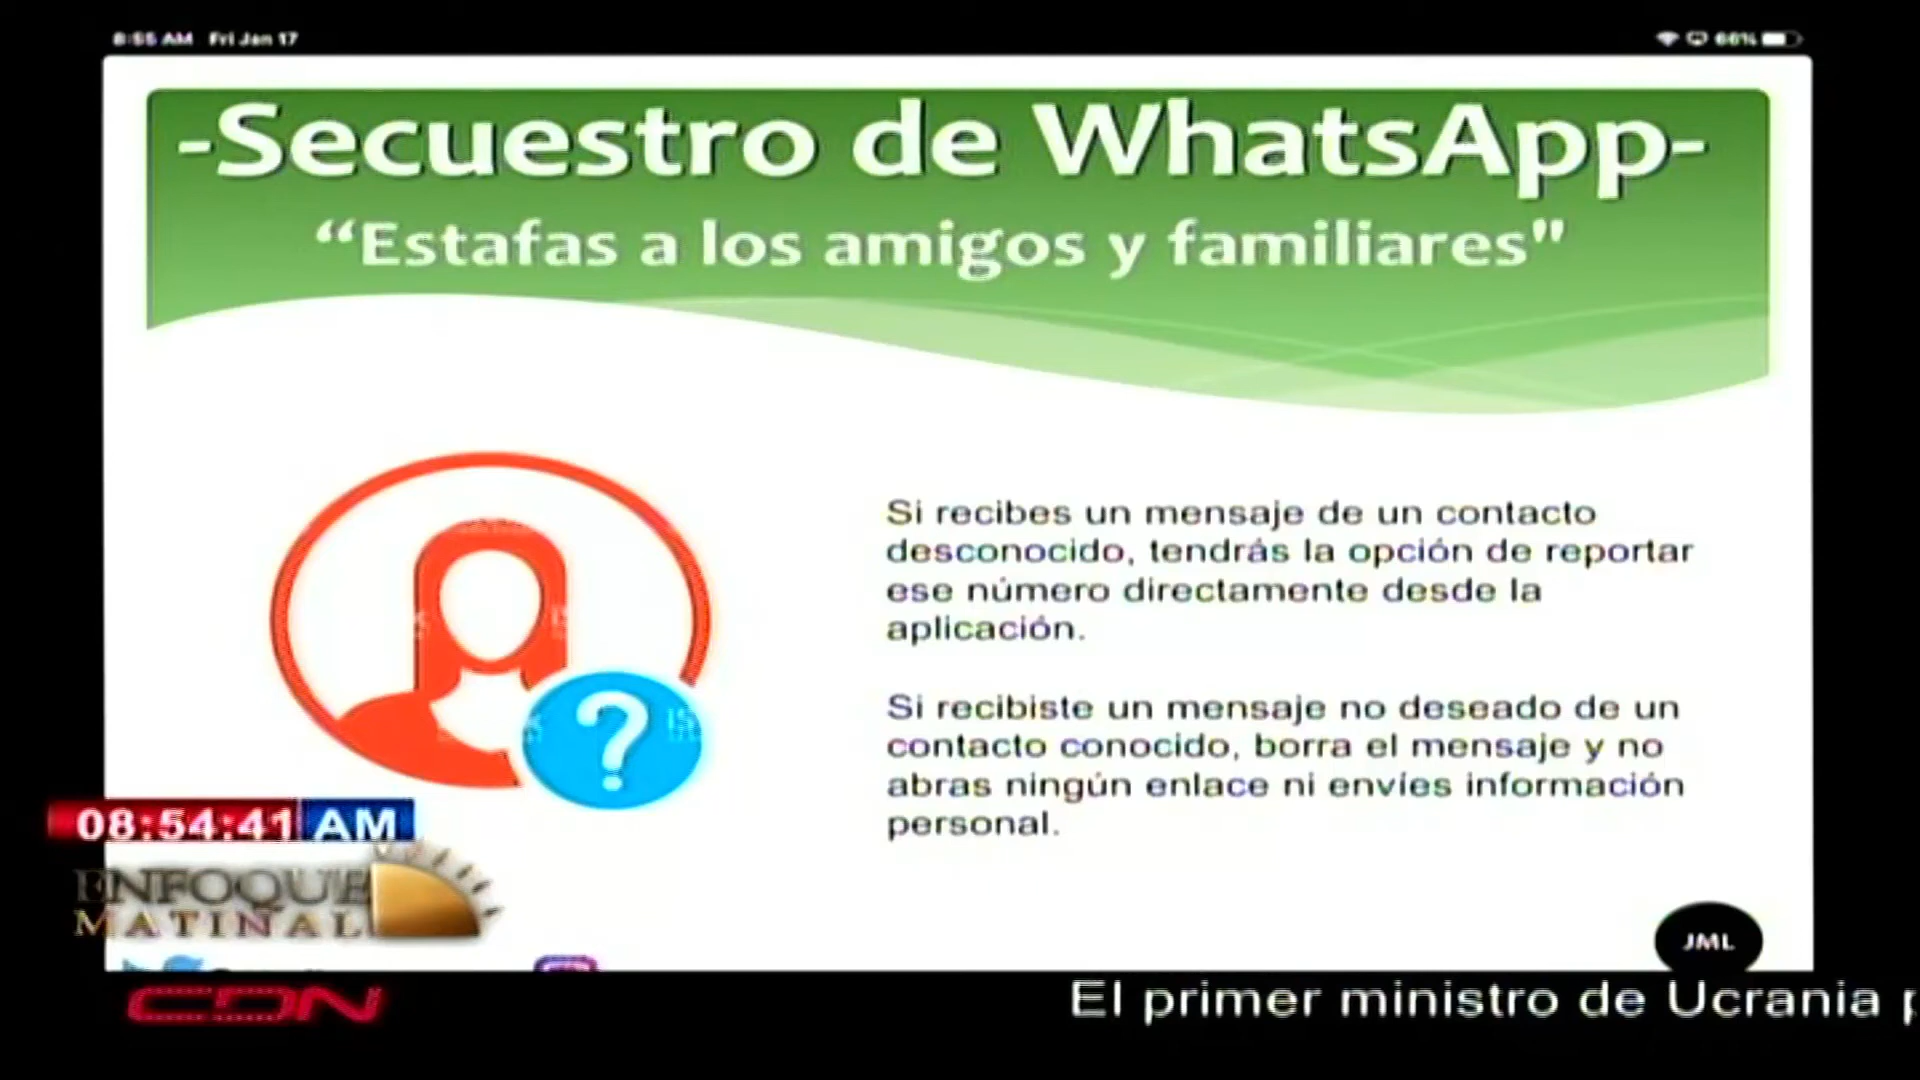 8:55 AM Fri Jan 17
66%
-Secuestro de WhatsApp-
“Estafas a los amigos y familiares"
Si recibes un mensaje de un contacto
desconocido, tendrás la opción de reportar
ese número directamente desde la
aplicación.
Si recibiste un mensaje no deseado de un
contacto conocido, borra el mensaje y no
abras ningún enlace ni envíes información
personal.
?
08:54:41 AM
ENFOQUE
MATINAL
JML
CDN
El primer ministro de Ucrania